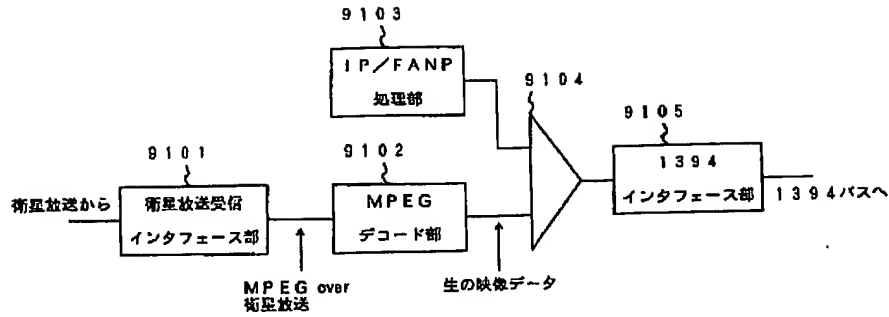 9103
IP/FANP
処理部
9104
9105
1394
インタフェース部
1394バスへ
9101
衛星放送から
衛星放送受信
インタフェース部
9102
MPEG
デコード部
MPEG over
衛星放送
生の映像データ